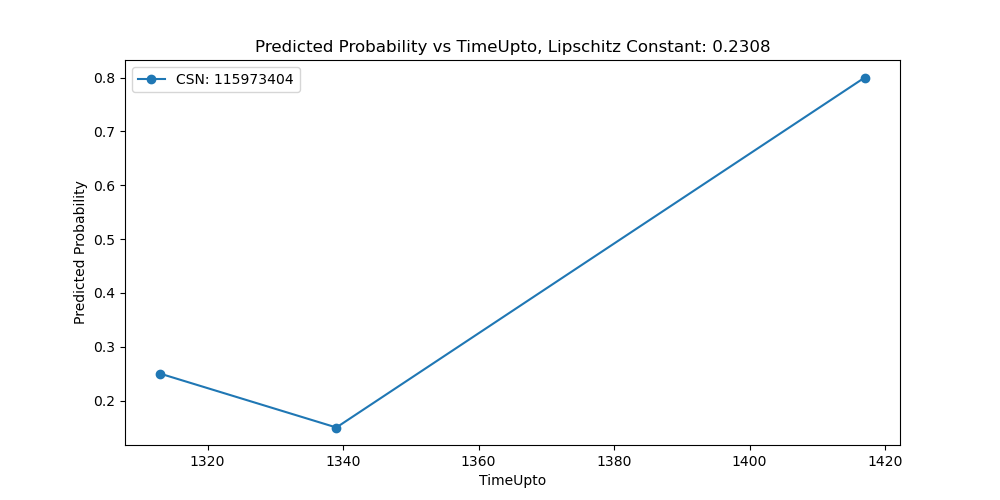 Predicted Probability vs TimeUpto, Lipschitz Constant: 0.2308
CSN: 115973404
0.8
0.7
0.6
0.5
0.4
0.3
0.2
Predicted Probability
1320 1340 1360 1380 1400 1420
TimeUpto